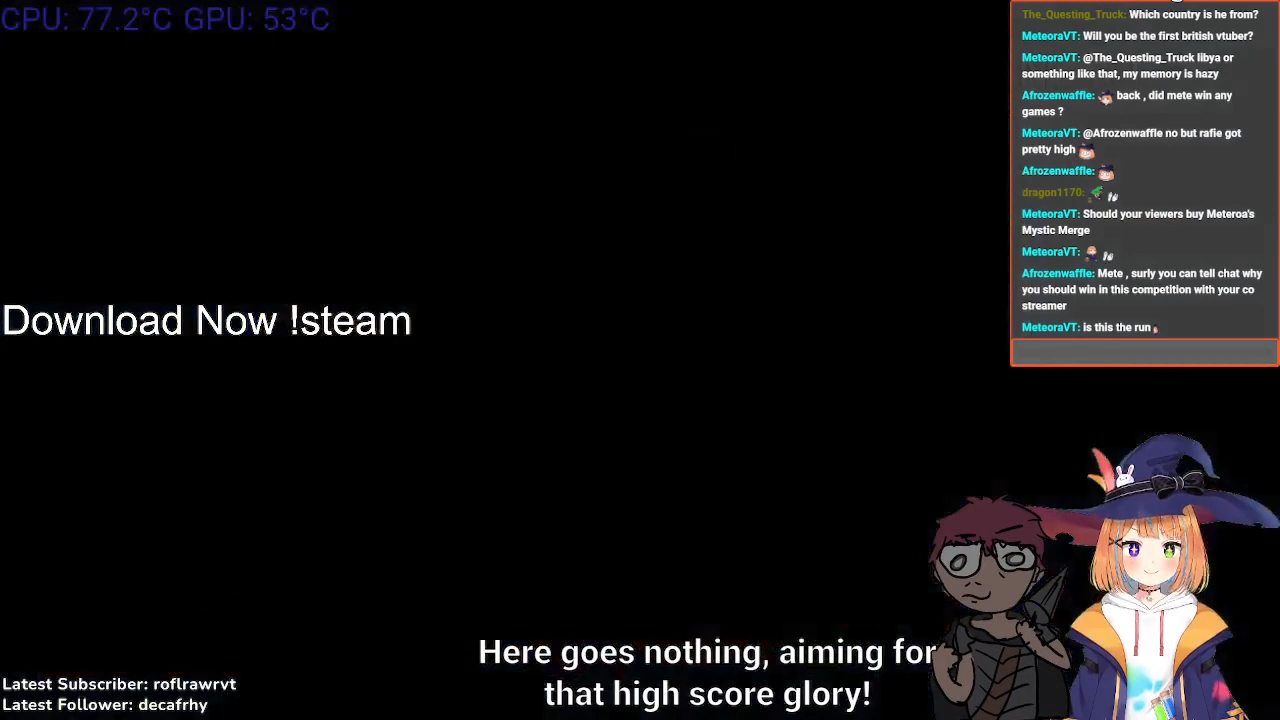 CPU: 77.2°C GPU: 53°C
The_Questing_Truck: Which country is he from?
MeteoraVT: Will you be the first british vtuber?
MeteoraVT: @The_Questing_Truck libya or
something like that, my memory is hazy
Afrozenwaffle: back , did mete win any
games ?
MeteoraVT: @Afrozenwaffle no but rafie got
pretty high
Afrozenwaffle:
dragon1170:
MeteoraVT: Should your viewers buy Meteroa's
Mystic Merge
MeteoraVT:
Afrozenwaffle: Mete , surly you can tell chat why
you should win in this competition with your co
streamer
MeteoraVT: is this the run
Download Now !steam
Here goes nothing, aiming for
that high score glory!
Latest Subscriber: roflrawrvt
Latest Follower: decafrhy